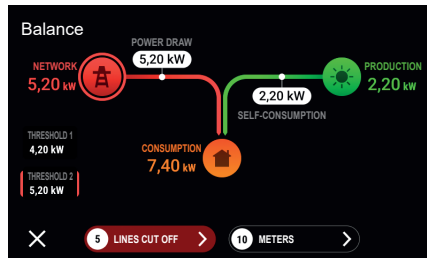 Balance
POWER DRAW
5,20 kW
NETWORK
5,20 kW
PRODUCTION
2,20 kW
2,20 kW
SELF-CONSUMPTION
THRESHOLD 1
4,20 kW
CONSUMPTION
7,40 kW
THRESHOLD 2
5,20 kW
5 LINES CUT OFF
10 METERS